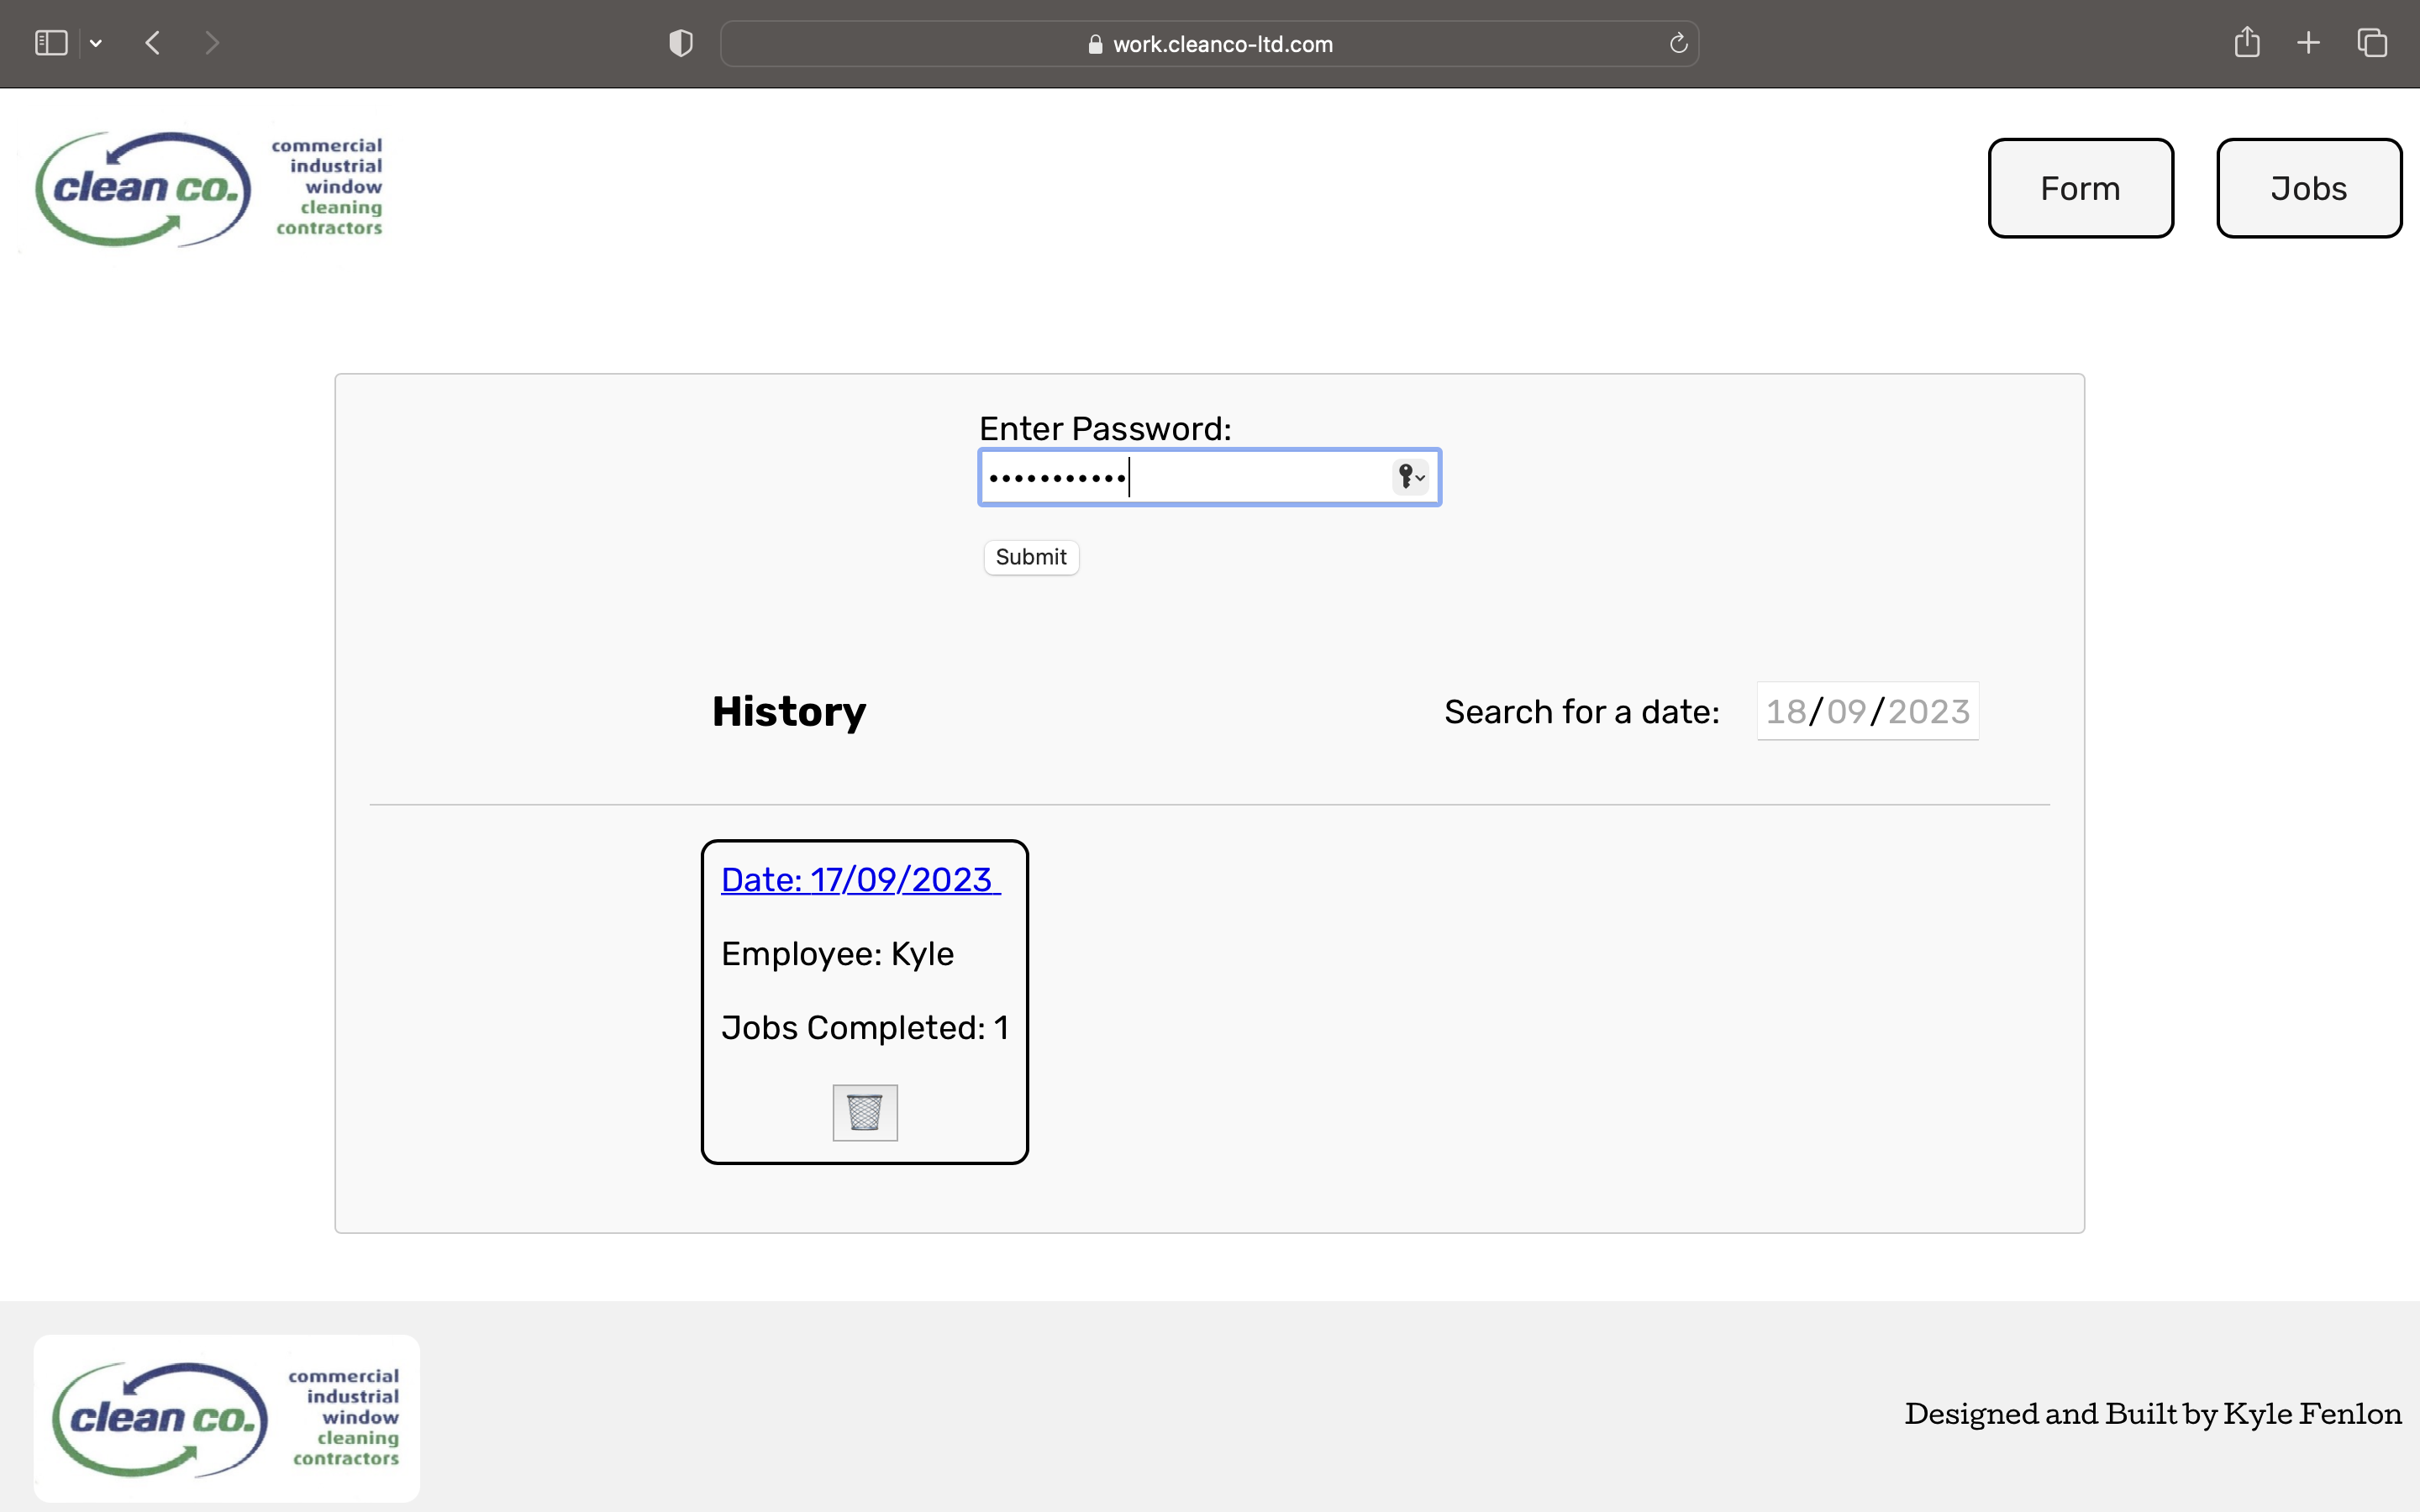 work.cleanco-ltd.com
clean co.
commercial
industrial
window
cleaning
contractors
Form
Jobs
Enter Password:
•••••••••••
Submit
History
Search for a date:
18/09/2023
Date: 17/09/2023
Employee: Kyle
Jobs Completed: 1
clean co.
commercial
industrial
window
cleaning
contractors
Designed and Built by Kyle Fenlon